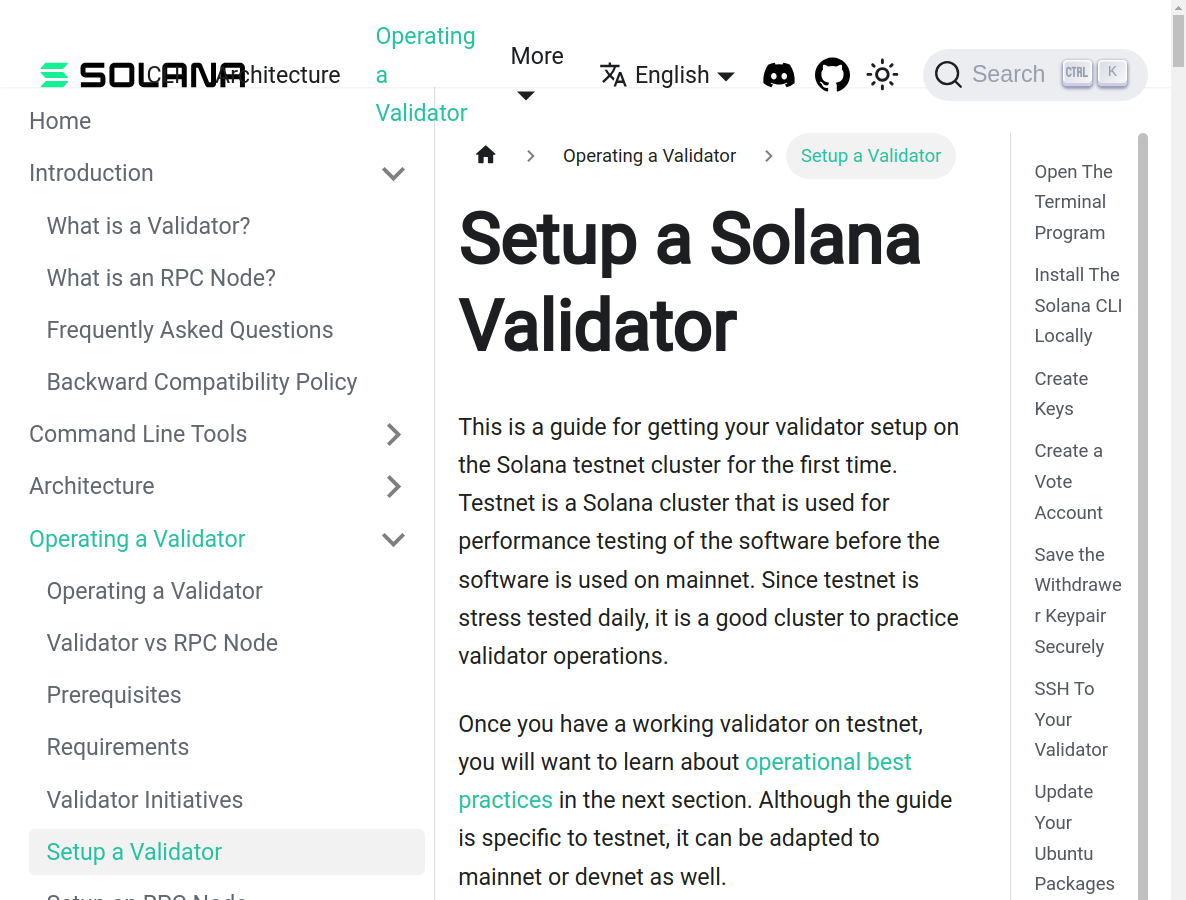 SOLANA
CLI
Architecture
Operating
a
Validator
More
English
Search
CTRL
K
Home
Introduction
What is a Validator?
What is an RPC Node?
Frequently Asked Questions
Backward Compatibility Policy
Command Line Tools
Architecture
Operating a Validator
Operating a Validator
Validator vs RPC Node
Prerequisites
Requirements
Validator Initiatives
Setup a Validator
Setup an RPC Node
Operating a Validator
Setup a Validator
Setup a Solana
Validator
This is a guide for getting your validator setup on
the Solana testnet cluster for the first time.
Testnet is a Solana cluster that is used for
performance testing of the software before the
software is used on mainnet. Since testnet is
stress tested daily, it is a good cluster to practice
validator operations.
Once you have a working validator on testnet,
you will want to learn about operational best
practices in the next section. Although the guide
is specific to testnet, it can be adapted to
mainnet or devnet as well.
Open The
Terminal
Program
Install The
Solana CLI
Locally
Create
Keys
Create a
Vote
Account
Save the
Withdrawe
r Keypair
Securely
SSH To
Your
Validator
Update
Your
Ubuntu
Packages